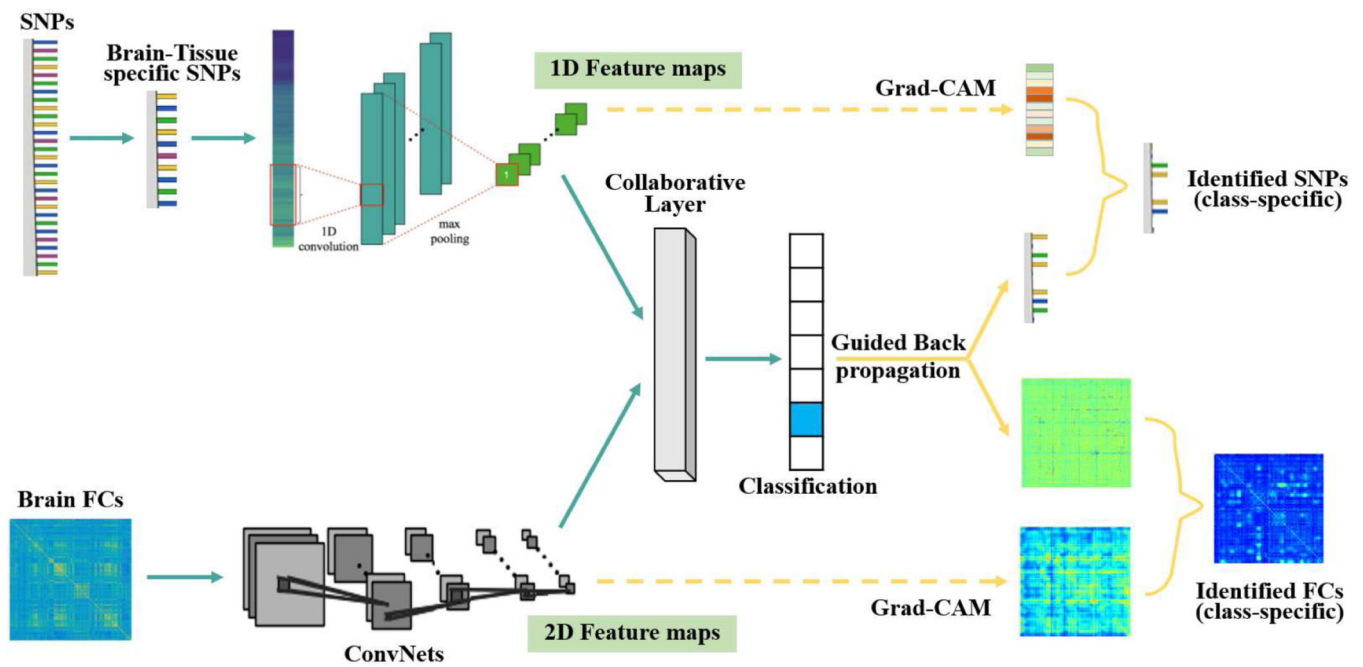 SNPs
Brain-Tissue
specific SNPs
1D Feature maps
Grad-CAM
1
1D
convolution
max
pooling
Collaborative
Layer
Identified SNPs
(class-specific)
Guided Back
propagation
Classification
Brain FCs
ConvNets
2D Feature maps
Grad-CAM
Identified FCs
(class-specific)